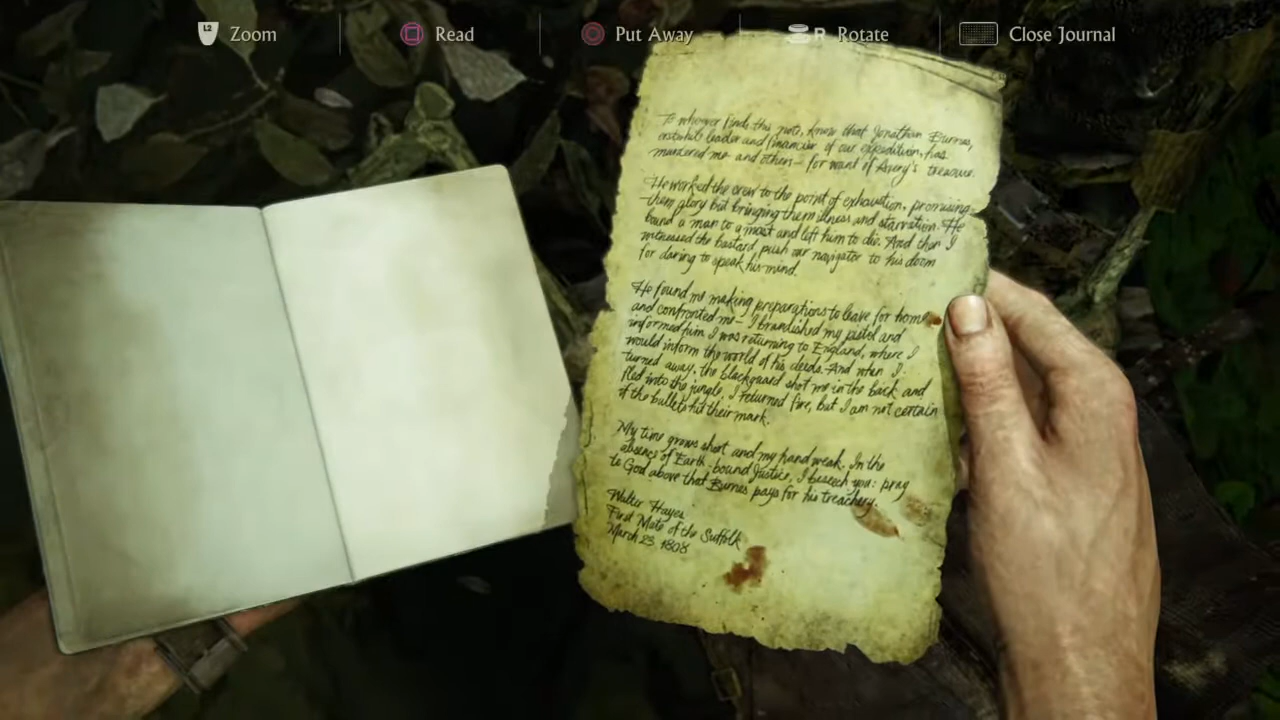 L2 Zoom
Read
Put Away
R Rotate
Close Journal
To whoever finds this note, know that Jonathan Burnes,
erstwhile leader and financier of our expedition, has
murdered me and others - for want of Avery's treasure.
He worked the crew to the point of exhaustion, promising
them glory but bringing them illness and starvation. He
bound a man to a mast and left him to die. And then I
witnessed the bastard push our navigator to his doom
for daring to speak his mind.
He found me making preparations to leave for home
and confronted me - I brandished my pistol and
informed him I was returning to England, where I
would inform the world of his deeds. And when I
turned away, the blackguard shot me in the back and
fled into the jungle. I returned fire, but I am not certain
if the bullets hit their mark.
My time grows short and my hand weak. In the
absence of Earth-bound Justice, I beseech you: pray
to God above that Burnes pays for his treachery.
Walter Hayes
First Mate of the Suffolk
March 23, 1808